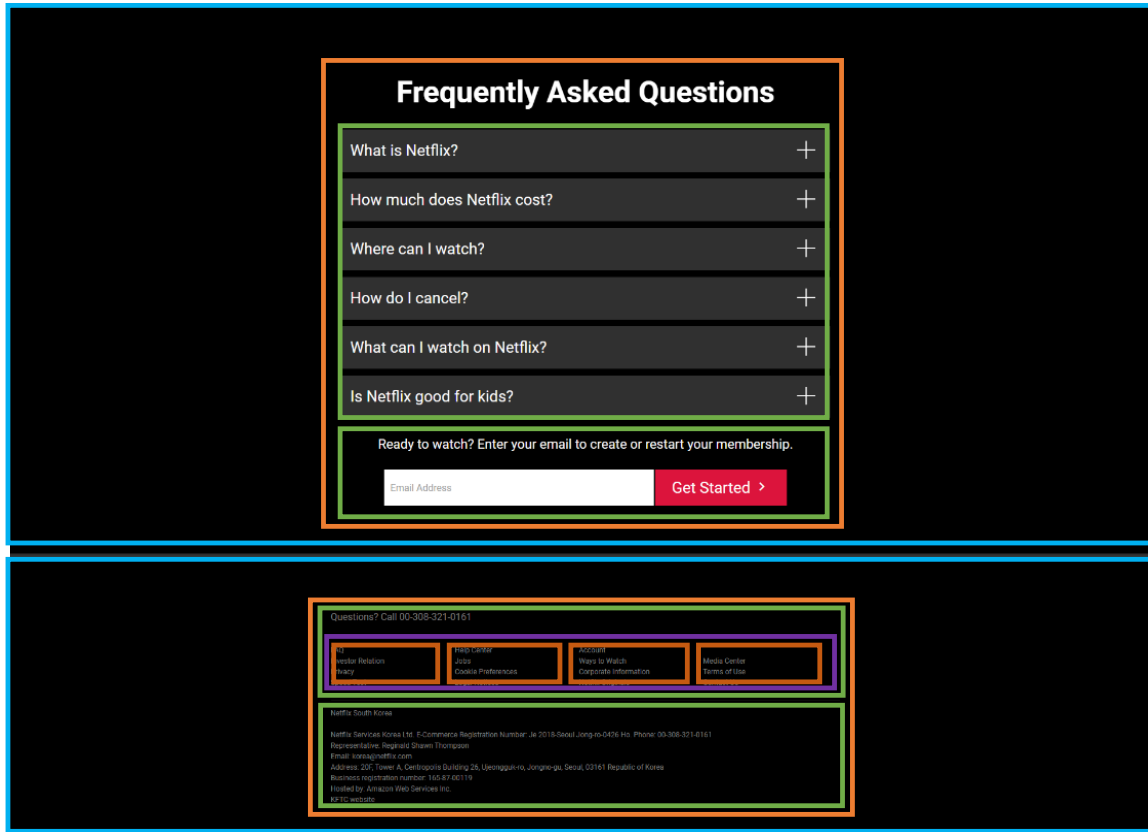 Frequently Asked Questions
What is Netflix?
How much does Netflix cost?
Where can I watch?
How do I cancel?
What can I watch on Netflix?
Is Netflix good for kids?
Ready to watch? Enter your email to create or restart your membership.
Email Address
Get Started
Questions? Call 00-308-321-0161
FAQ
Investor Relation
Privacy
Help Center
Jobs
Cookie Preferences
Account
Ways to Watch
Corporate Information
Media Center
Terms of Use
Netflix South Korea
Netflix Services Korea Ltd. E-Commerce Registration Number: Je 2018-Seoul Jong-ro-0426 Ho. Phone: 00-308-321-0161
Representative: Reginald Shawn Thompson
Email: korea@netflix.com
Address: 20F, Tower A, Centropolis Building 26, Ujeongguk-ro, Jongno-gu, Seoul, 03161 Republic of Korea
Business registration number: 165-87-00119
Hosted by: Amazon Web Services Inc.
KFTC website